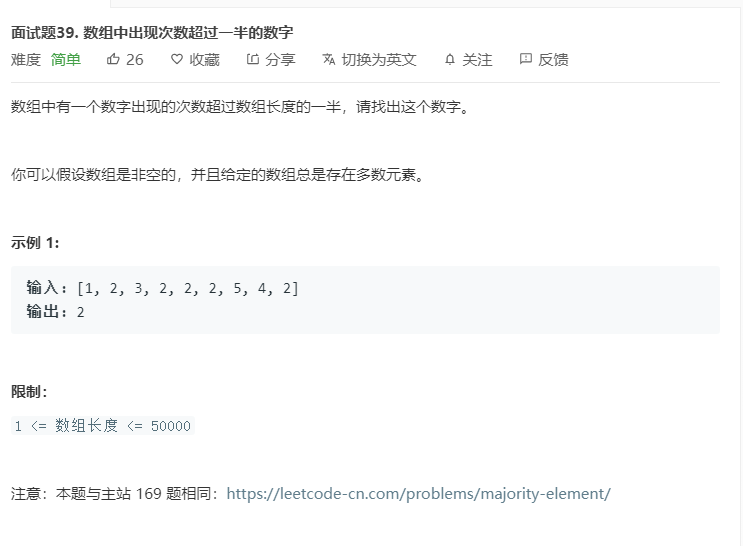 面试题39. 数组中出现次数超过一半的数字
难度 简单 26 收藏 分享 切换为英文 关注 反馈
数组中有一个数字出现的次数超过数组长度的一半，请找出这个数字。
你可以假设数组是非空的，并且给定的数组总是存在多数元素。
示例 1:
输入: [1, 2, 3, 2, 2, 2, 5, 4, 2]
输出: 2
限制：
1 <= 数组长度 <= 50000
注意：本题与主站 169 题相同：https://leetcode-cn.com/problems/majority-element/